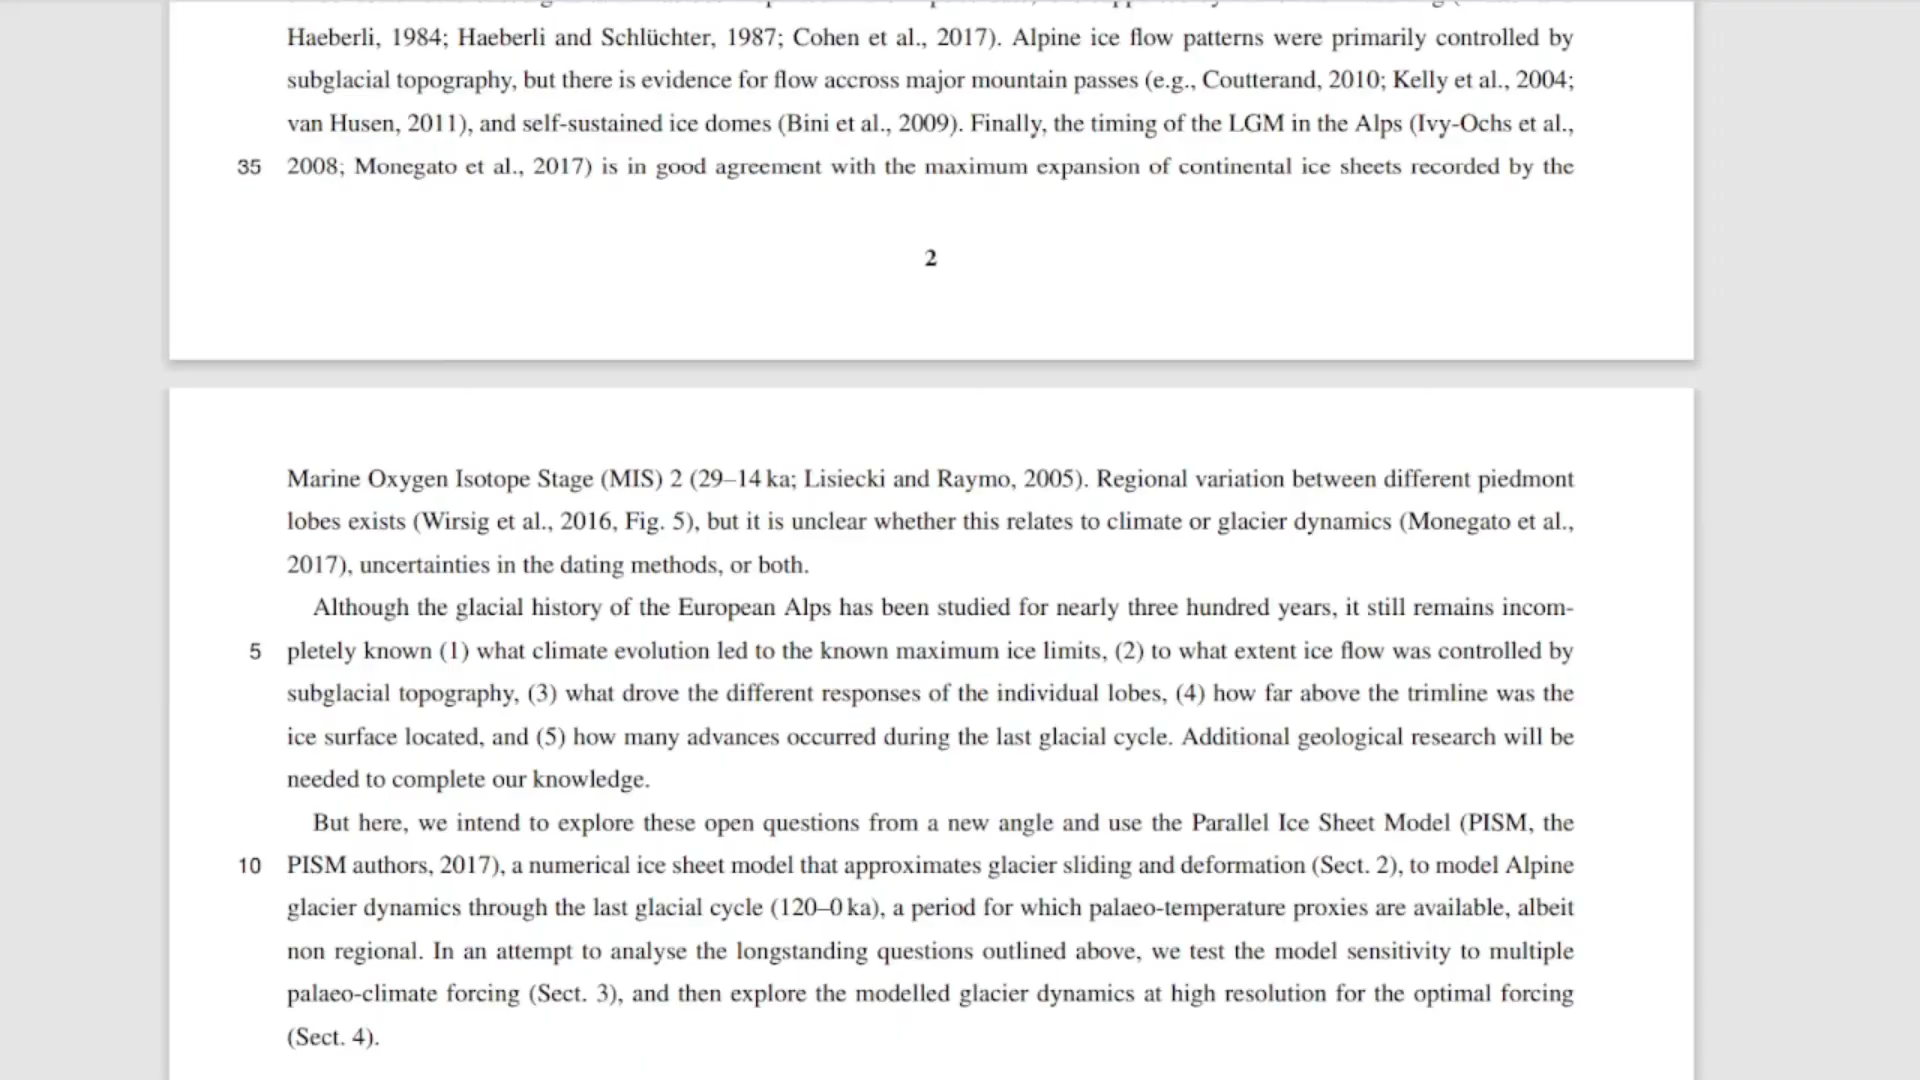 Haeberli, 1984; Haeberli and Schlüchter, 1987; Cohen et al., 2017). Alpine ice flow patterns were primarily controlled by
subglacial topography, but there is evidence for flow accross major mountain passes (e.g., Coutterand, 2010; Kelly et al., 2004;
van Husen, 2011), and self-sustained ice domes (Bini et al., 2009). Finally, the timing of the LGM in the Alps (Ivy-Ochs et al.,
35 2008; Monegato et al., 2017) is in good agreement with the maximum expansion of continental ice sheets recorded by the
2
Marine Oxygen Isotope Stage (MIS) 2 (29–14 ka; Lisiecki and Raymo, 2005). Regional variation between different piedmont
lobes exists (Wirsig et al., 2016, Fig. 5), but it is unclear whether this relates to climate or glacier dynamics (Monegato et al.,
2017), uncertainties in the dating methods, or both.
Although the glacial history of the European Alps has been studied for nearly three hundred years, it still remains incom-
5 pletely known (1) what climate evolution led to the known maximum ice limits, (2) to what extent ice flow was controlled by
subglacial topography, (3) what drove the different responses of the individual lobes, (4) how far above the trimline was the
ice surface located, and (5) how many advances occurred during the last glacial cycle. Additional geological research will be
needed to complete our knowledge.
But here, we intend to explore these open questions from a new angle and use the Parallel Ice Sheet Model (PISM, the
10 PISM authors, 2017), a numerical ice sheet model that approximates glacier sliding and deformation (Sect. 2), to model Alpine
glacier dynamics through the last glacial cycle (120–0 ka), a period for which palaeo-temperature proxies are available, albeit
non regional. In an attempt to analyse the longstanding questions outlined above, we test the model sensitivity to multiple
palaeo-climate forcing (Sect. 3), and then explore the modelled glacier dynamics at high resolution for the optimal forcing
(Sect. 4).